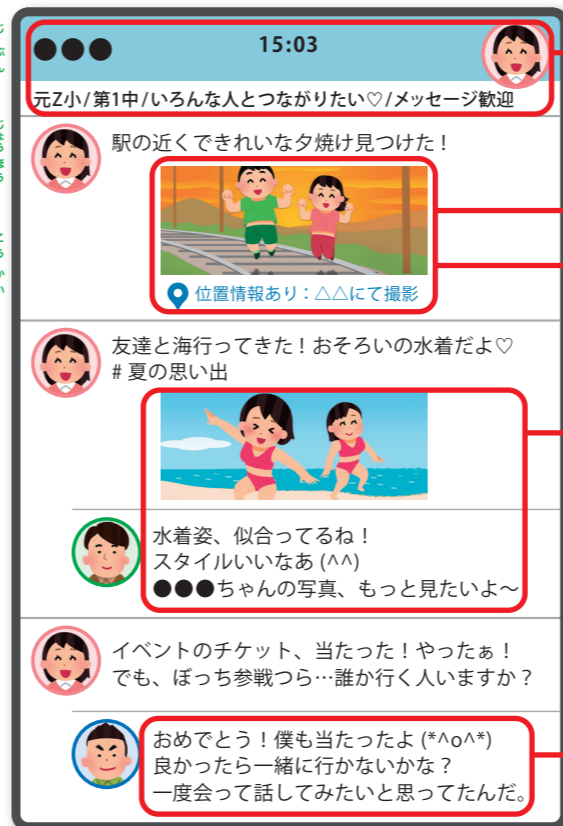 ●●●
15:03
元Z小/第1中/いろんな人とつながりたい♡/メッセージ歓迎
駅の近くできれいな夕焼け見つけた！
位置情報あり：△△にて撮影
友達と海行ってきた！おそろいの水着だよ♡
# 夏の思い出
水着姿、似合ってるね！
スタイルいいなあ (^^)
●●●ちゃんの写真、もっと見たいよ〜
イベントのチケット、当たった！やったぁ！
でも、ぼっち参戦つら…誰か行く人いますか？
おめでとう！僕も当たったよ (*^o^*)
良かったら一緒に行かないかな？
一度会って話してみたいと思ってたんだ。